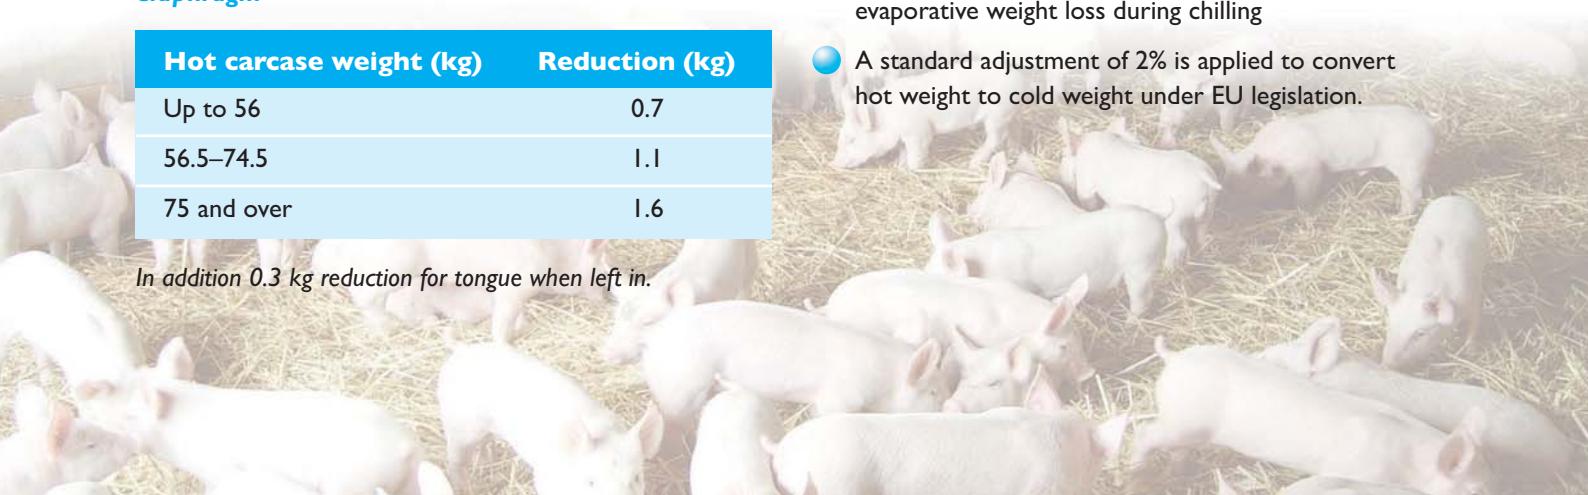 Hot carcase weight (kg) Reduction (kg)
Up to 56 0.7
56.5–74.5 1.1
75 and over 1.6
In addition 0.3 kg reduction for tongue when left in.
evaporative weight loss during chilling
A standard adjustment of 2% is applied to convert
hot weight to cold weight under EU legislation.